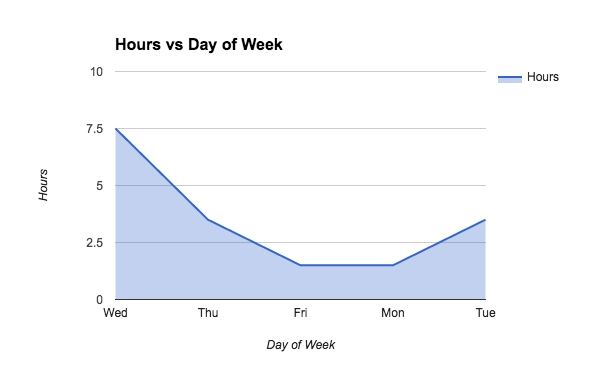 Hours vs Day of Week
10
Hours
7.5
5
2.5
0
Hours
Wed Thu Fri Mon Tue
Day of Week